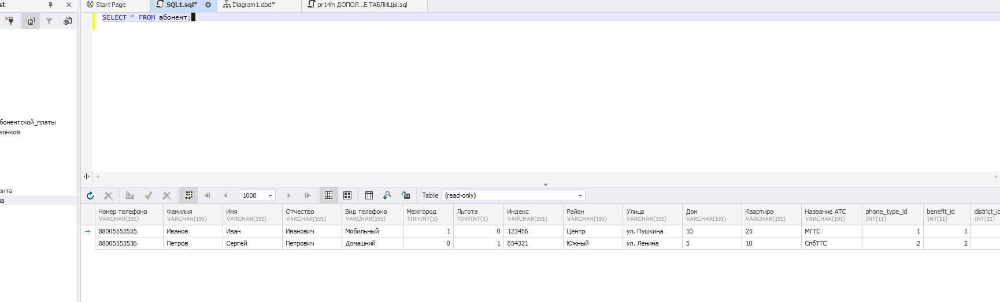 st
Start Page
SQL1.sql*
Diagram1.dbd*
pr14ih ДОПОЛ...Е ТАБЛИЦЫ.sql
SELECT * FROM абонент;
бонентской_платы
вонков
ента
на
1000
Table
(read-only)
Номер телефона Фамилия Имя Отчество Вид телефона Межгород Льгота Индекс Район Улица Дом Квартира Название АТС phone_type_id benefit_id district_id
VARCHAR(191) VARCHAR(191) VARCHAR(191) VARCHAR(191) VARCHAR(191) TINYINT(1) TINYINT(1) VARCHAR(191) VARCHAR(191) VARCHAR(191) VARCHAR(191) VARCHAR(191) VARCHAR(191) INT(11) INT(11) INT(11)
88005553535 Иванов Иван Иванович Мобильный 1 0 123456 Центр ул. Пушкина 10 25 МГТС 1 1
88005553536 Петров Сергей Петрович Домашний 0 1 654321 Южный ул. Ленина 5 10 СпбТТС 2 2